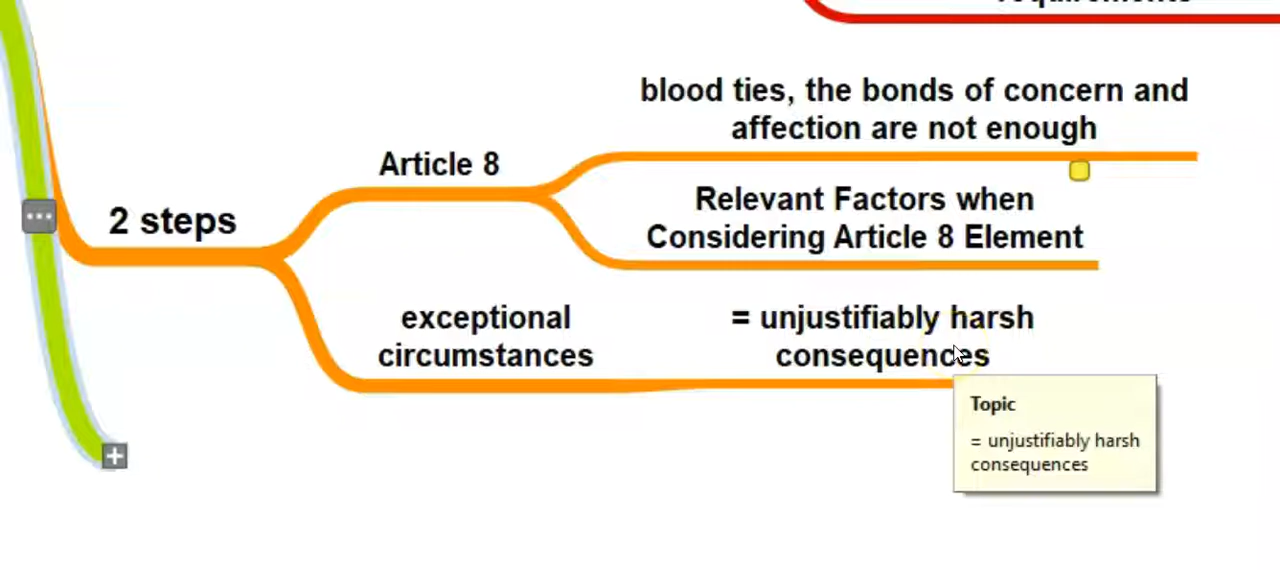 requirements
blood ties, the bonds of concern and
affection are not enough
Article 8
2 steps
Relevant Factors when
Considering Article 8 Element
exceptional
circumstances
= unjustifiably harsh
consequences
Topic
= unjustifiably harsh
consequences